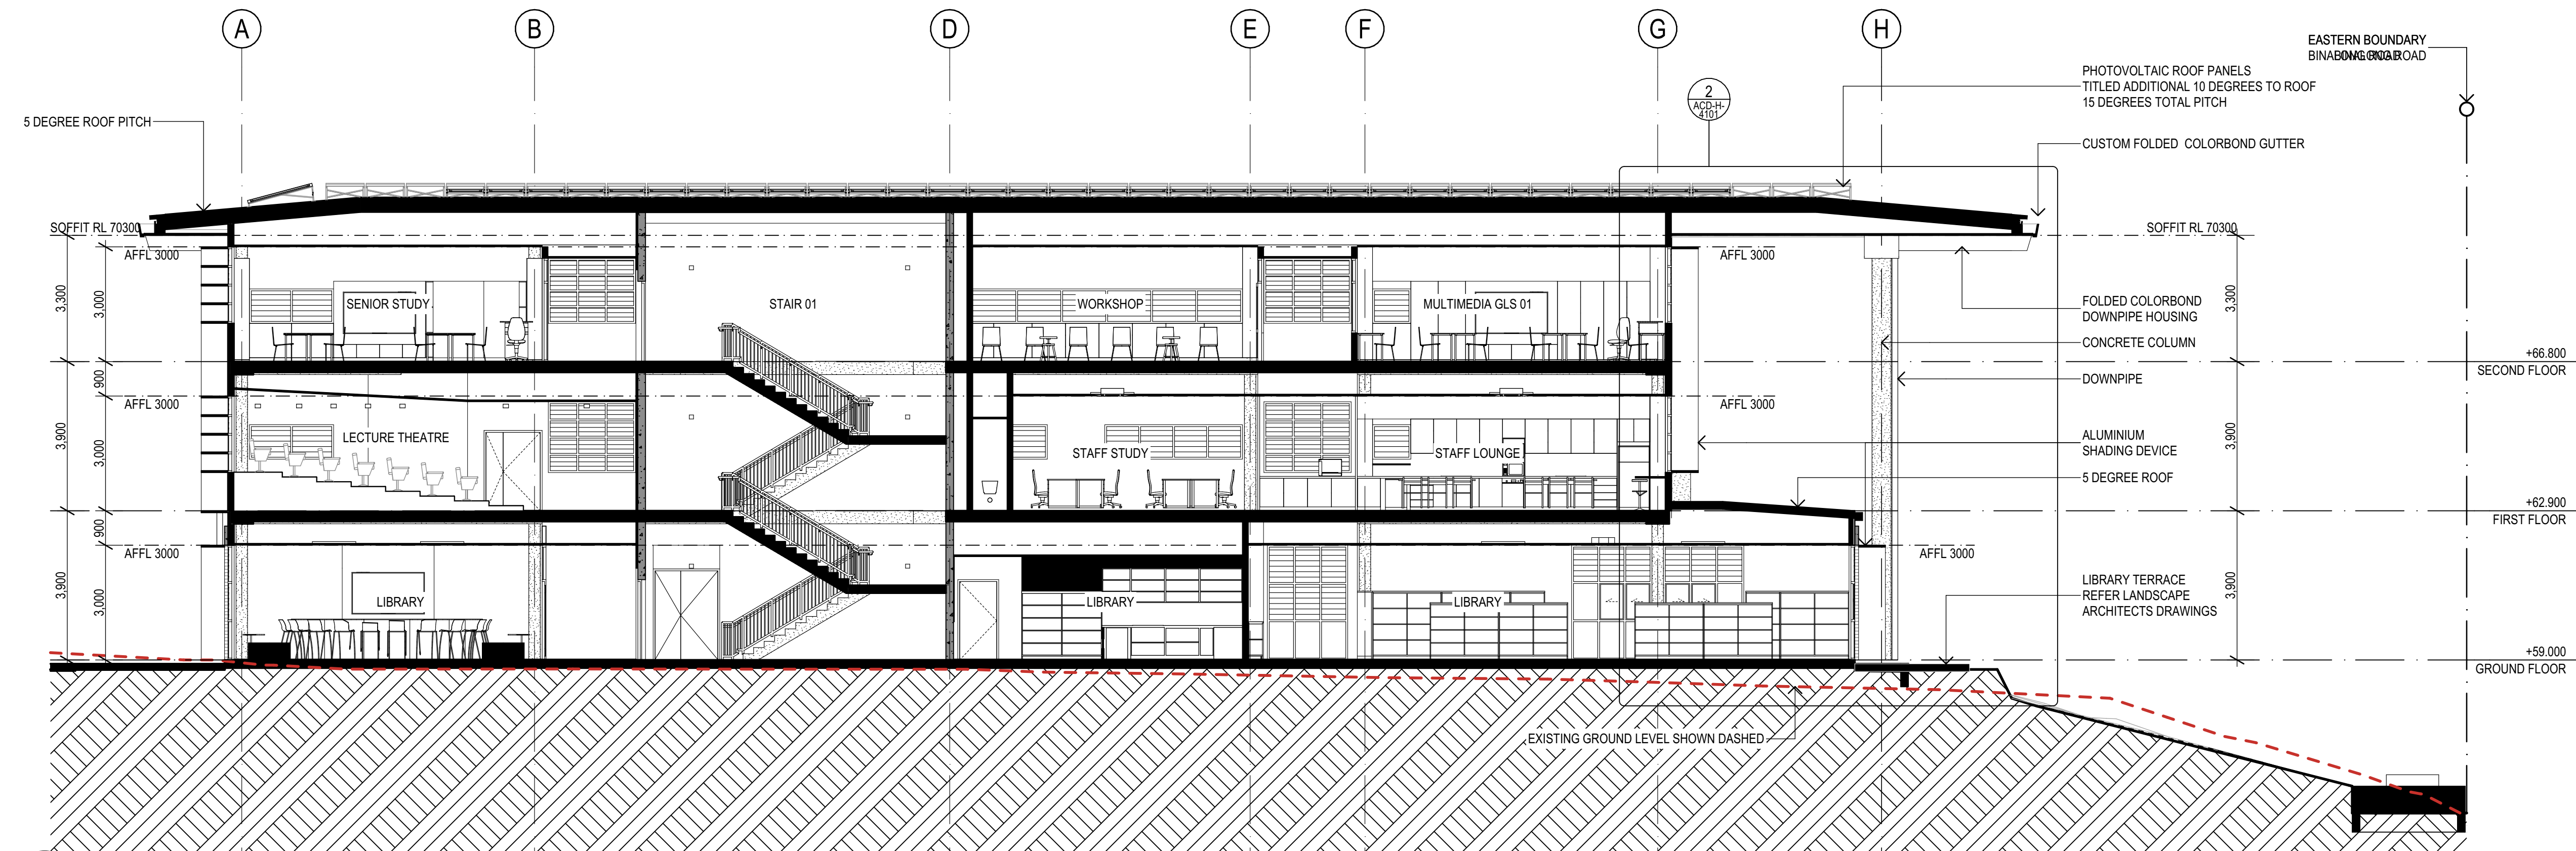 A
B
D
E
F
G
H
EASTERN BOUNDARY
ROAD
PHOTOVOLTAIC ROOF PANELS
TITLED ADDITIONAL 10 DEGREES TO ROOF
15 DEGREES TOTAL PITCH
2
ACD-H-
4101
5 DEGREE ROOF PITCH
CUSTOM FOLDED COLORBOND GUTTER
SOFFIT RL 70300
SOFFIT RL 70300
AFFL 3000
AFFL 3000
3.300
3,000
SENIOR STUDY
STAIR 01
WORKSHOP
MULTIMEDIA GLS 01
FOLDED COLORBOND
DOWNPIPE HOUSING
3.300
CONCRETE COLUMN
+66.800
SECOND FLOOR
900
DOWNPIPE
AFFL 3000
AFFL 3000
3.900
3.000
LECTURE THEATRE
STAFF STUDY
STAFF LOUNGE
ALUMINIUM
SHADING DEVICE
3.900
5 DEGREE ROOF
+62.900
FIRST FLOOR
900
AFFL 3000
AFFL 3000
3.900
3,000
LIBRARY
LIBRARY
LIBRARY
LIBRARY TERRACE
REFER LANDSCAPE
ARCHITECTS DRAWINGS
3.900
+59.000
GROUND FLOOR
EXISTING GROUND LEVEL SHOWN DASHED